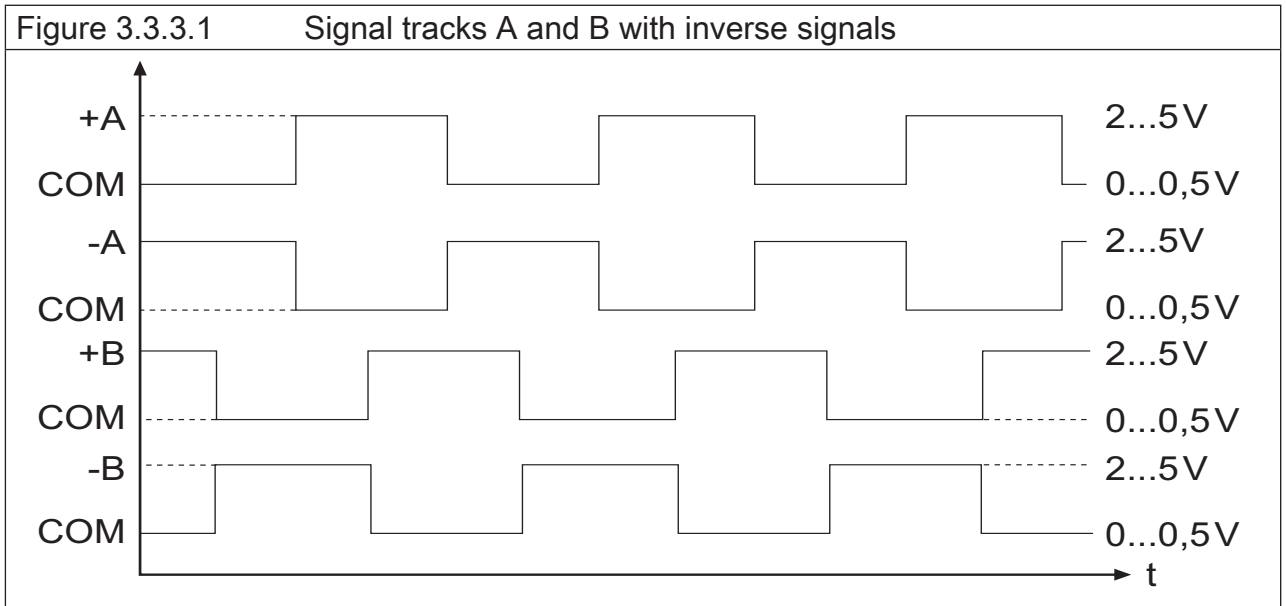 Figure 3.3.3.1 Signal tracks A and B with inverse signals
+A 2...5V
COM 0...0,5V
-A 2...5V
COM 0...0,5V
+B 2...5V
COM 0...0,5V
-B 2...5V
COM 0...0,5V
t